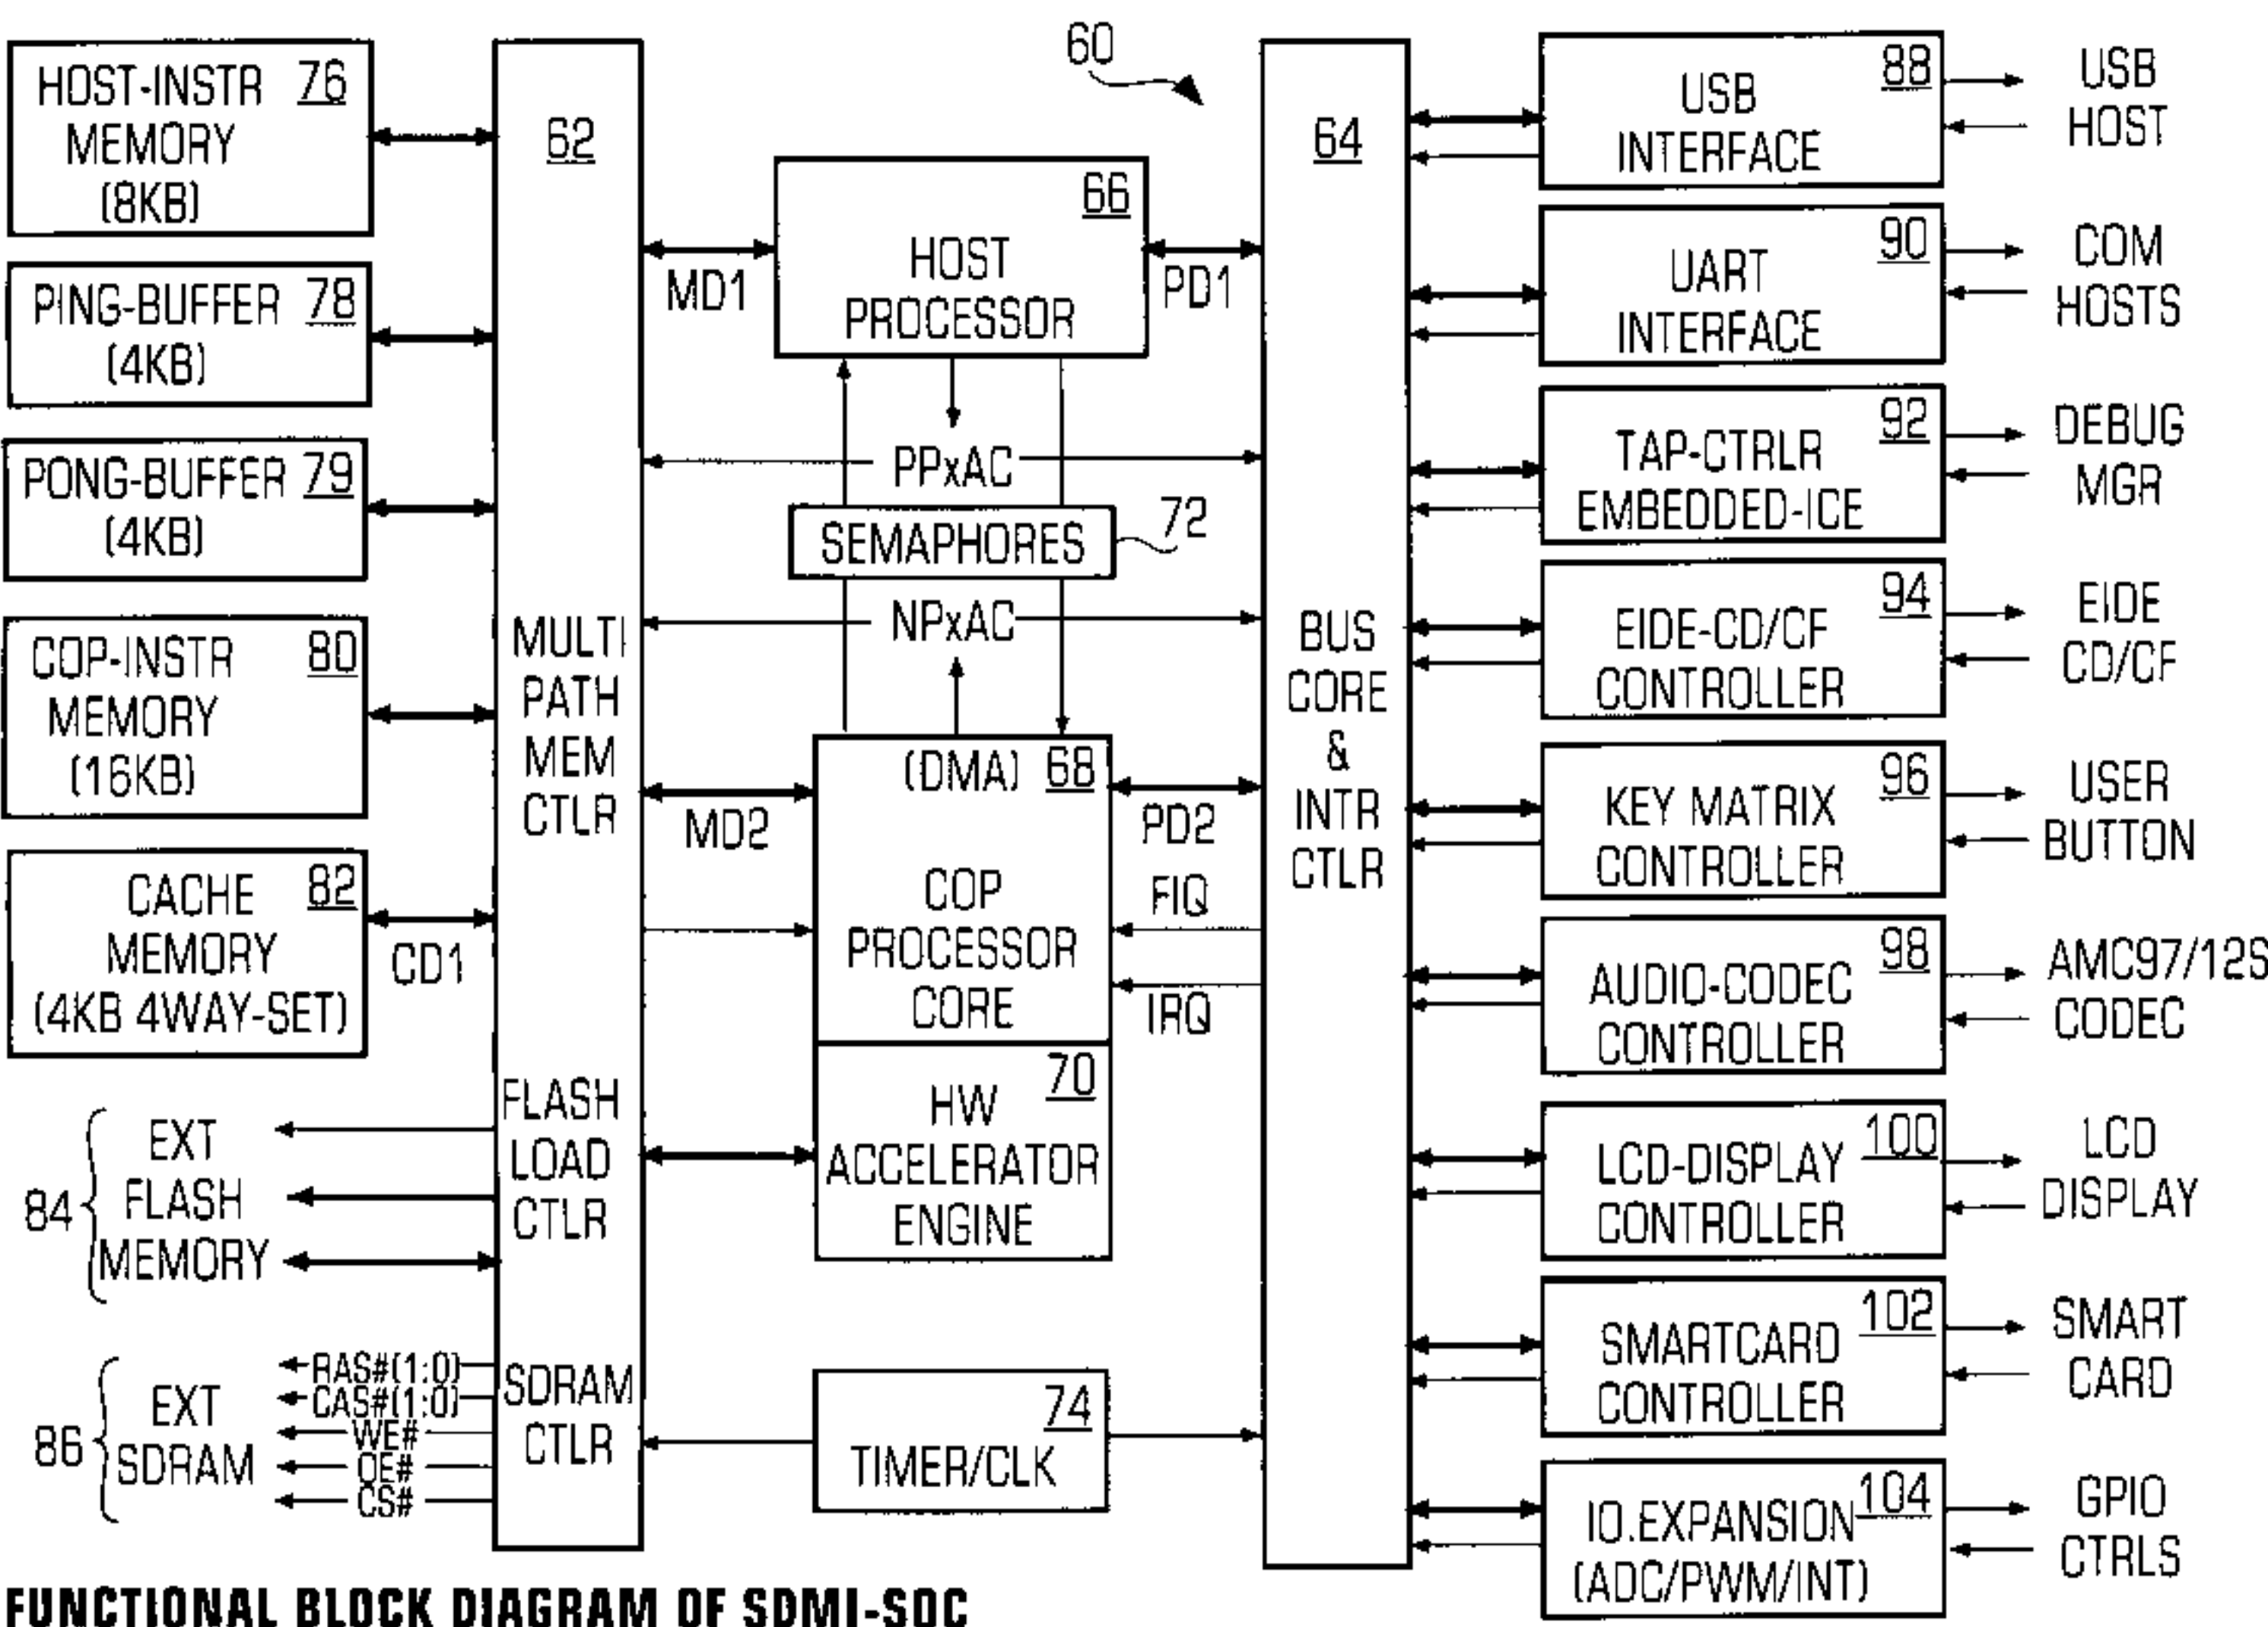 60
HOST-INSTR 76
MEMORY
(8KB)
PING-BUFFER 78
(4KB)
PONG-BUFFER 79
(4KB)
COP-INSTR 80
MEMORY
(16KB)
CACHE 82
MEMORY
(4KB 4WAY-SET)
CD1
84
EXT
FLASH
MEMORY
86
EXT
SDRAM
RAS#(1:0)
CAS#(1:0)
WE#
OE#
CS#
62
MULTI
PATH
MEM
CTLR
FLASH
LOAD
CTLR
SDRAM
CTLR
MD1
66
HOST
PROCESSOR
PD1
PPxAC
SEMAPHORES
72
NPxAC
MD2
(DMA) 68
COP
PROCESSOR
CORE
PD2
FIQ
IRQ
70
HW
ACCELERATOR
ENGINE
74
TIMER/CLK
64
BUS
CORE
&
INTR
CTLR
88
USB
INTERFACE
USB
HOST
90
UART
INTERFACE
COM
HOSTS
92
TAP-CTRLR
EMBEDDED-ICE
DEBUG
MGR
94
EIDE-CD/CF
CONTROLLER
EIDE
CD/CF
96
KEY MATRIX
CONTROLLER
USER
BUTTON
98
AUDIO-CODEC
CONTROLLER
AMC97/12S
CODEC
100
LCD-DISPLAY
CONTROLLER
LCD
DISPLAY
102
SMARTCARD
CONTROLLER
SMART
CARD
104
IO.EXPANSION
(ADC/PWM/INT)
GPIO
CTRLS
FUNCTIONAL BLOCK DIAGRAM OF SDMI-SOC